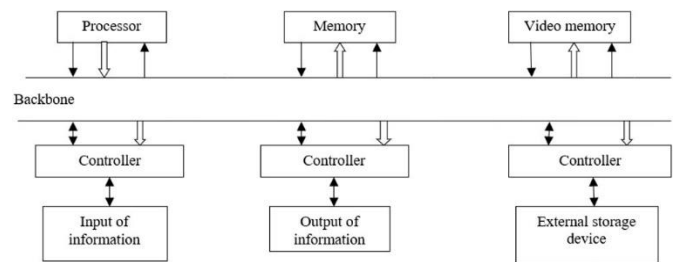 Processor
Memory
Video memory
Backbone
Controller
Controller
Controller
Input of
information
Output of
information
External storage
device